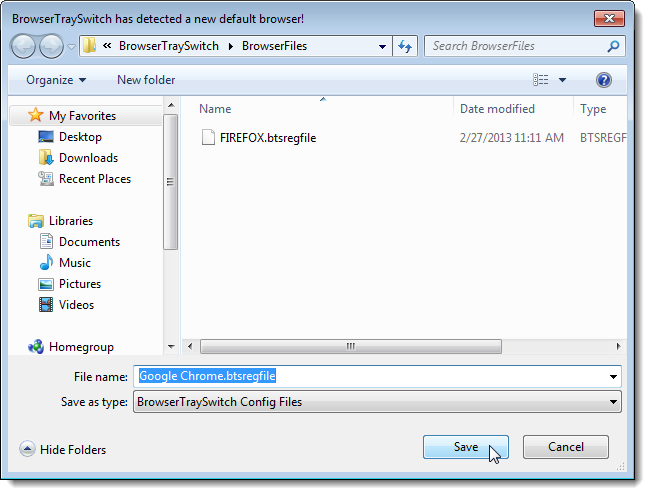 BrowserTraySwitch has detected a new default browser!
« BrowserTraySwitch BrowserFiles Search BrowserFiles
Organize New folder
Name Date modified Type
My Favorites
Desktop
Downloads
Recent Places
Libraries
Documents
Music
Pictures
Videos
Homegroup
FIREFOX.btsregfile 2/27/2013 11:11 AM BTSREGF
File name: Google Chrome.btsregfile
Save as type: BrowserTraySwitch Config Files
Hide Folders Save Cancel